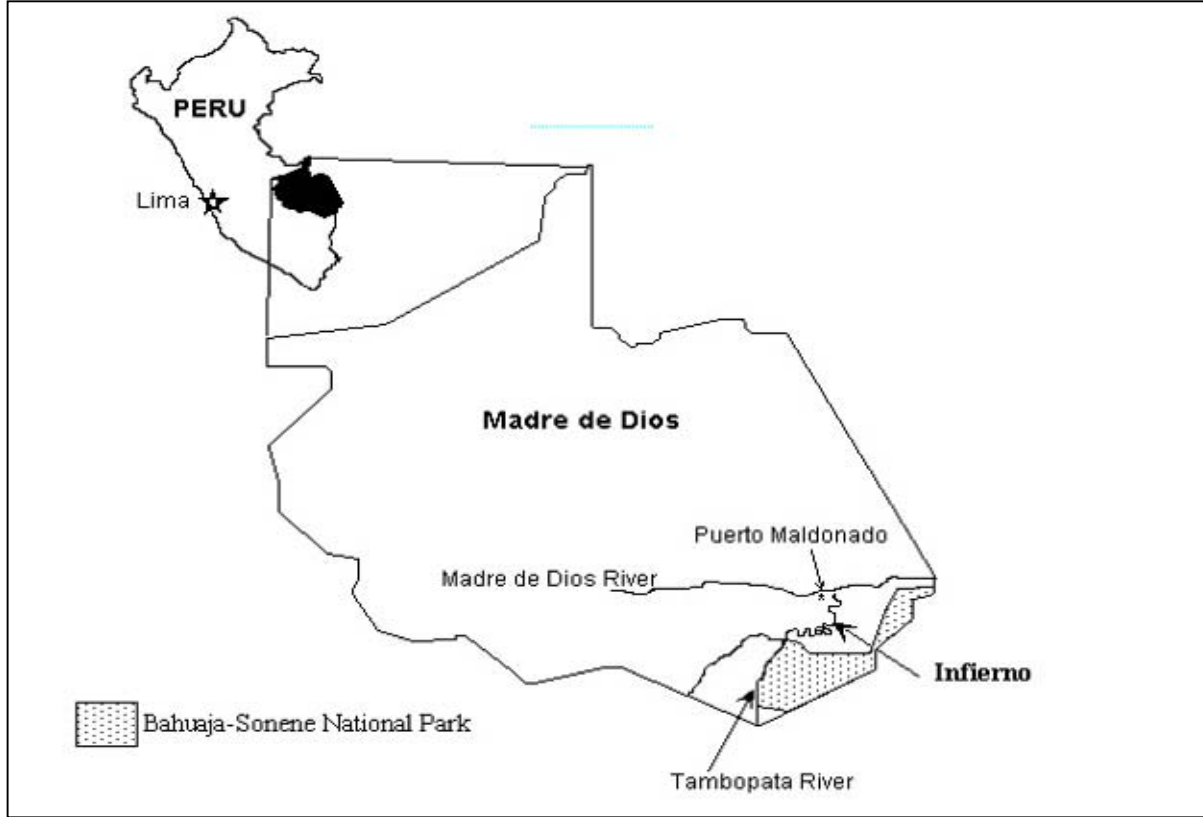 PERU
Lima
Madre de Dios
Puerto Maldonado
Madre de Dios River
Infierno
Bahuaja-Sonene National Park
Tambopata River